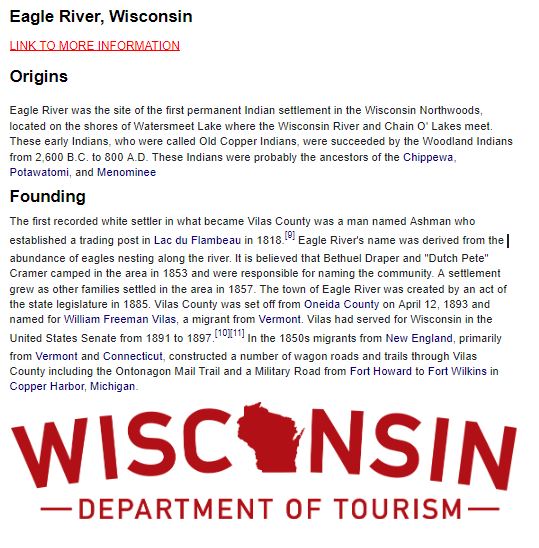 Eagle River, Wisconsin
LINK TO MORE INFORMATION
Origins
Eagle River was the site of the first permanent Indian settlement in the Wisconsin Northwoods,
located on the shores of Watersmeet Lake where the Wisconsin River and Chain O' Lakes meet.
These early Indians, who were called Old Copper Indians, were succeeded by the Woodland Indians
from 2,600 B.C. to 800 A.D. These Indians were probably the ancestors of the Chippewa,
Potawatomi, and Menominee
Founding
The first recorded white settler in what became Vilas County was a man named Ashman who
established a trading post in Lac du Flambeau in 1818.[9] Eagle River's name was derived from the
abundance of eagles nesting along the river. It is believed that Bethuel Draper and "Dutch Pete"
Cramer camped in the area in 1853 and were responsible for naming the community. A settlement
grew as other families settled in the area in 1857. The town of Eagle River was created by an act of
the state legislature in 1885. Vilas County was set off from Oneida County on April 12, 1893 and
named for William Freeman Vilas, a migrant from Vermont. Vilas had served for Wisconsin in the
United States Senate from 1891 to 1897.[10][11] In the 1850s migrants from New England, primarily
from Vermont and Connecticut, constructed a number of wagon roads and trails through Vilas
County including the Ontonagon Mail Trail and a Military Road from Fort Howard to Fort Wilkins in
Copper Harbor, Michigan.
WISCONSIN
DEPARTMENT OF TOURISM